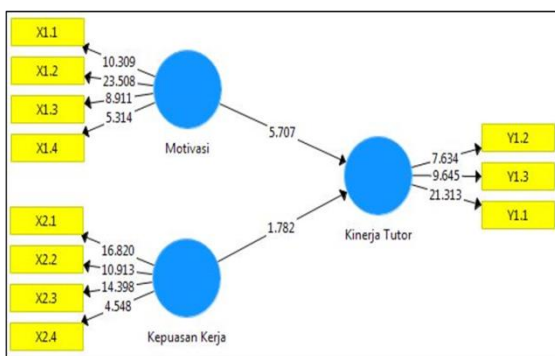 X1.1
10.309
X1.2
23.508
X1.3
8.911
X1.4
5.314
Motivasi
5.707
X2.1
16.820
X2.2
10.913
X2.3
14.398
X2.4
4.548
Kepuasan Kerja
1.782
Kinerja Tutor
7.634
Y1.2
9.645
Y1.3
21.313
Y1.1